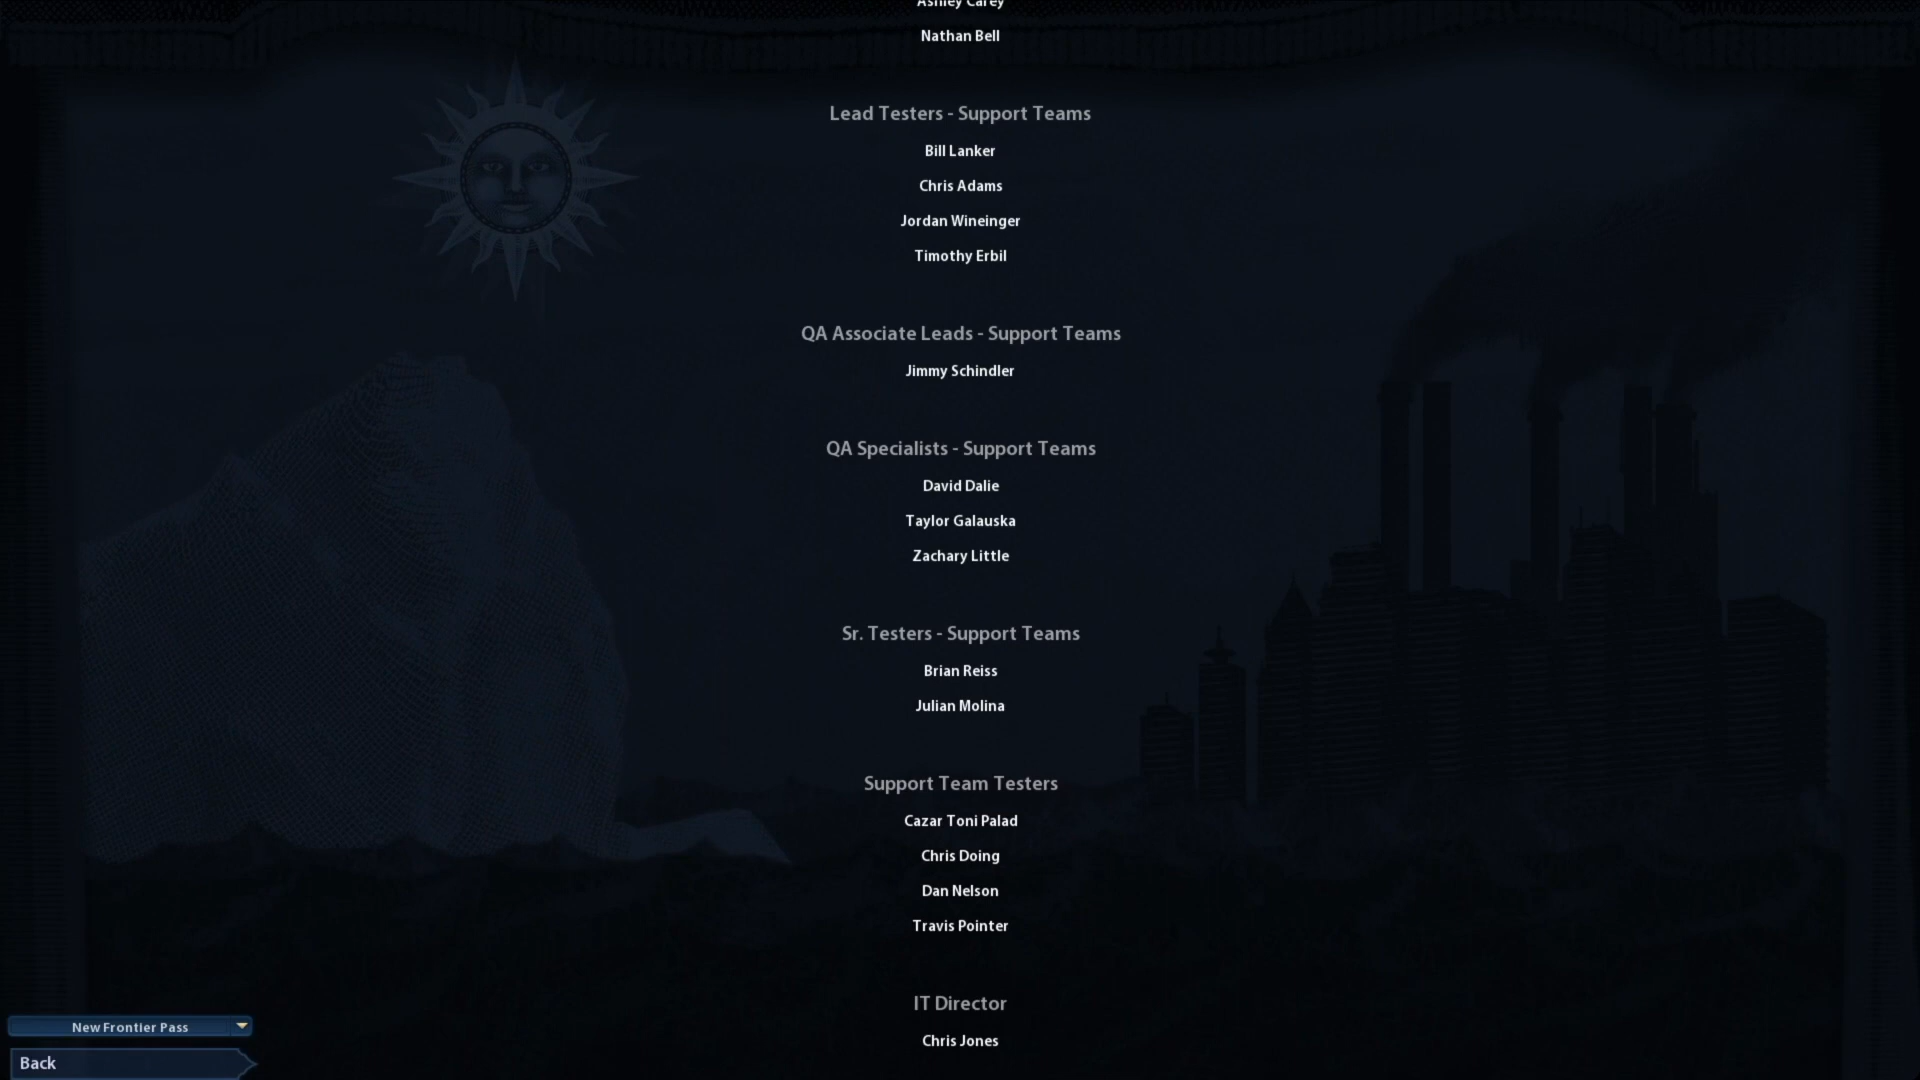 Ashley Carey
Nathan Bell
Lead Testers - Support Teams
Bill Lanker
Chris Adams
Jordan Wineinger
Timothy Erbil
QA Associate Leads - Support Teams
Jimmy Schindler
QA Specialists - Support Teams
David Dalie
Taylor Galauska
Zachary Little
Sr. Testers - Support Teams
Brian Reiss
Julian Molina
Support Team Testers
Cazar Toni Palad
Chris Doing
Dan Nelson
Travis Pointer
IT Director
Chris Jones
New Frontier Pass
Back